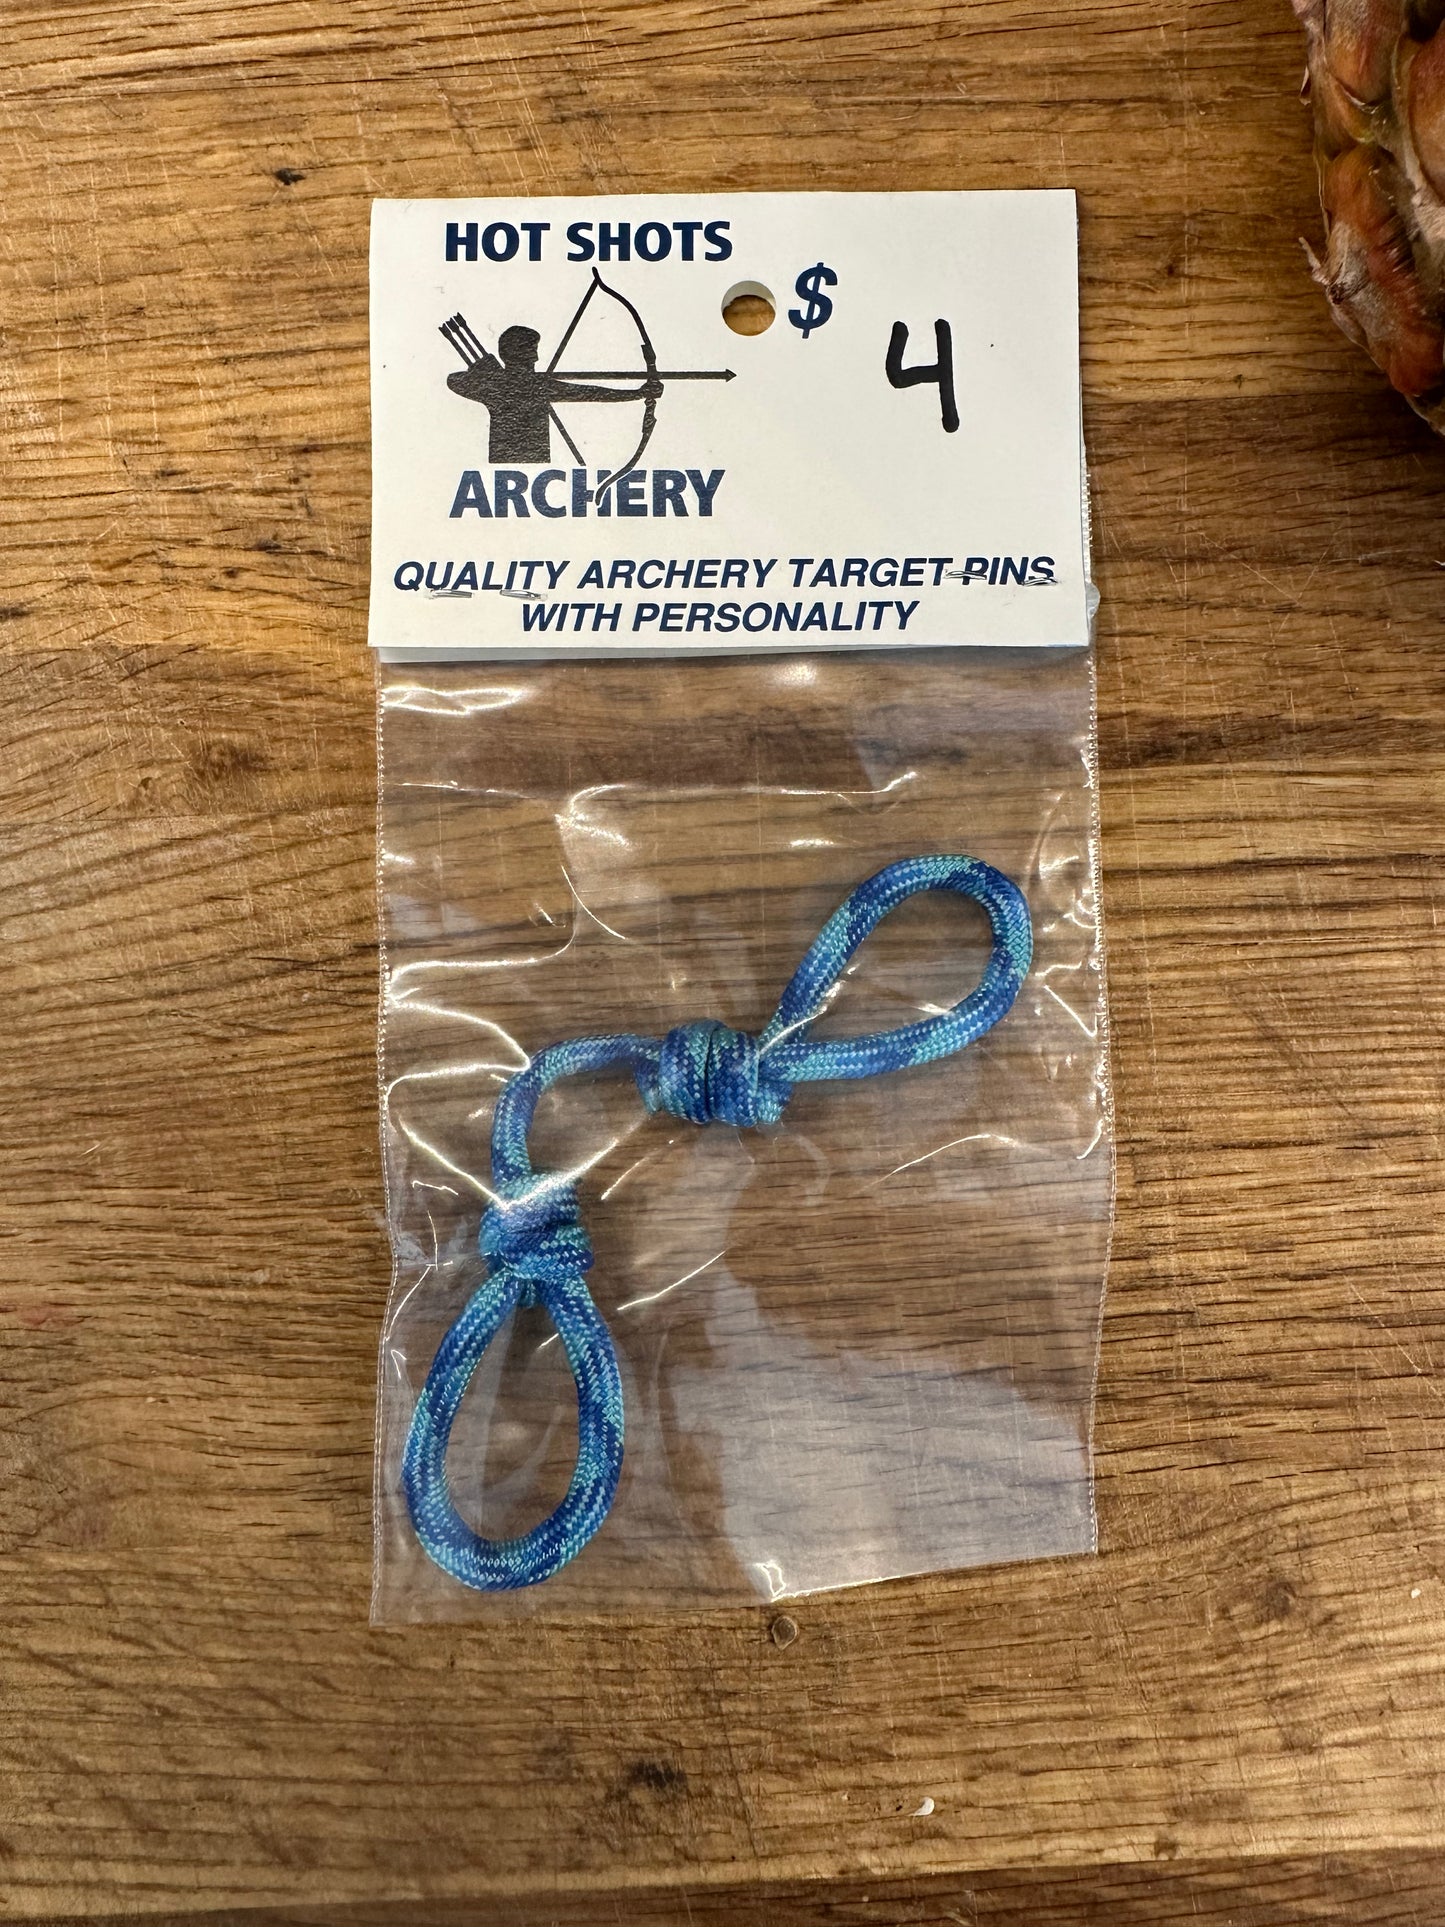 HOT SHOTS
$ 4
ARCHERY
QUALITY ARCHERY TARGET PINS
WITH PERSONALITY